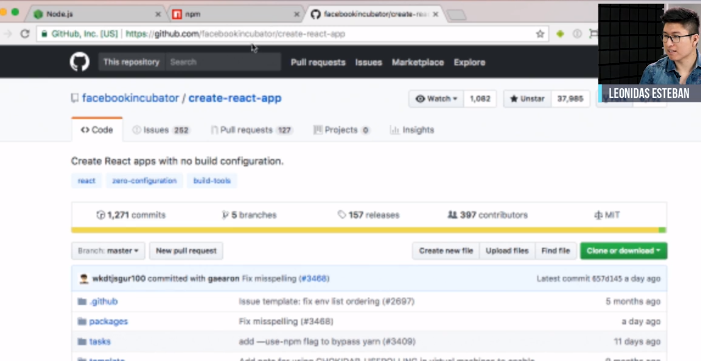 Node.js
npm
facebookincubator/create-rea
GitHub, Inc. [US] | https://github.com/facebookincubator/create-react-app
This repository Search Pull requests Issues Marketplace Explore
LEONIDAS ESTEBAN
facebookincubator / create-react-app
Watch 1,082 Unstar 37,985
Code Issues 252 Pull requests 127 Projects 0 Insights
Create React apps with no build configuration.
react zero-configuration build-tools
1,271 commits 5 branches 157 releases 397 contributors MIT
Branch: master New pull request Create new file Upload files Find file Clone or download
wkdtjsgur100 committed with gaearon Fix misspelling (#3468) Latest commit 657d145 a day ago
.github Issue template: fix env list ordering (#2697) 5 months ago
packages Fix misspelling (#3468) a day ago
tasks add —use-npm flag to bypass yarn (#3409) 11 days ago